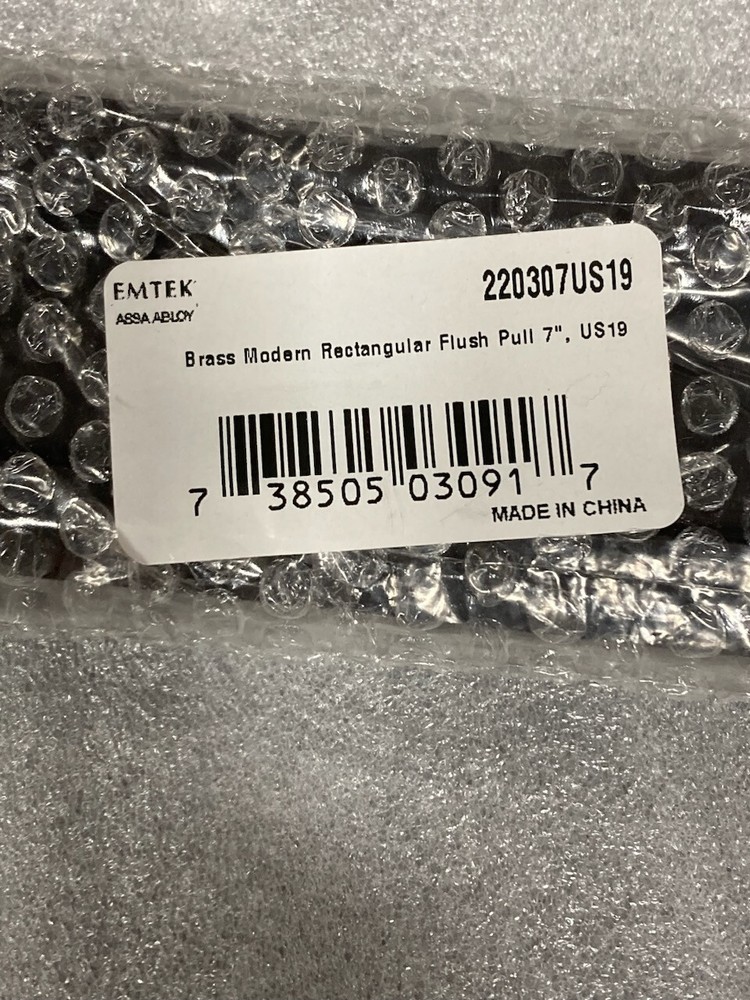 EMTEK
ASSA ABLOY
220307US19
Brass Modern Rectangular Flush Pull 7", US19
7 38505 03091 7
MADE IN CHINA